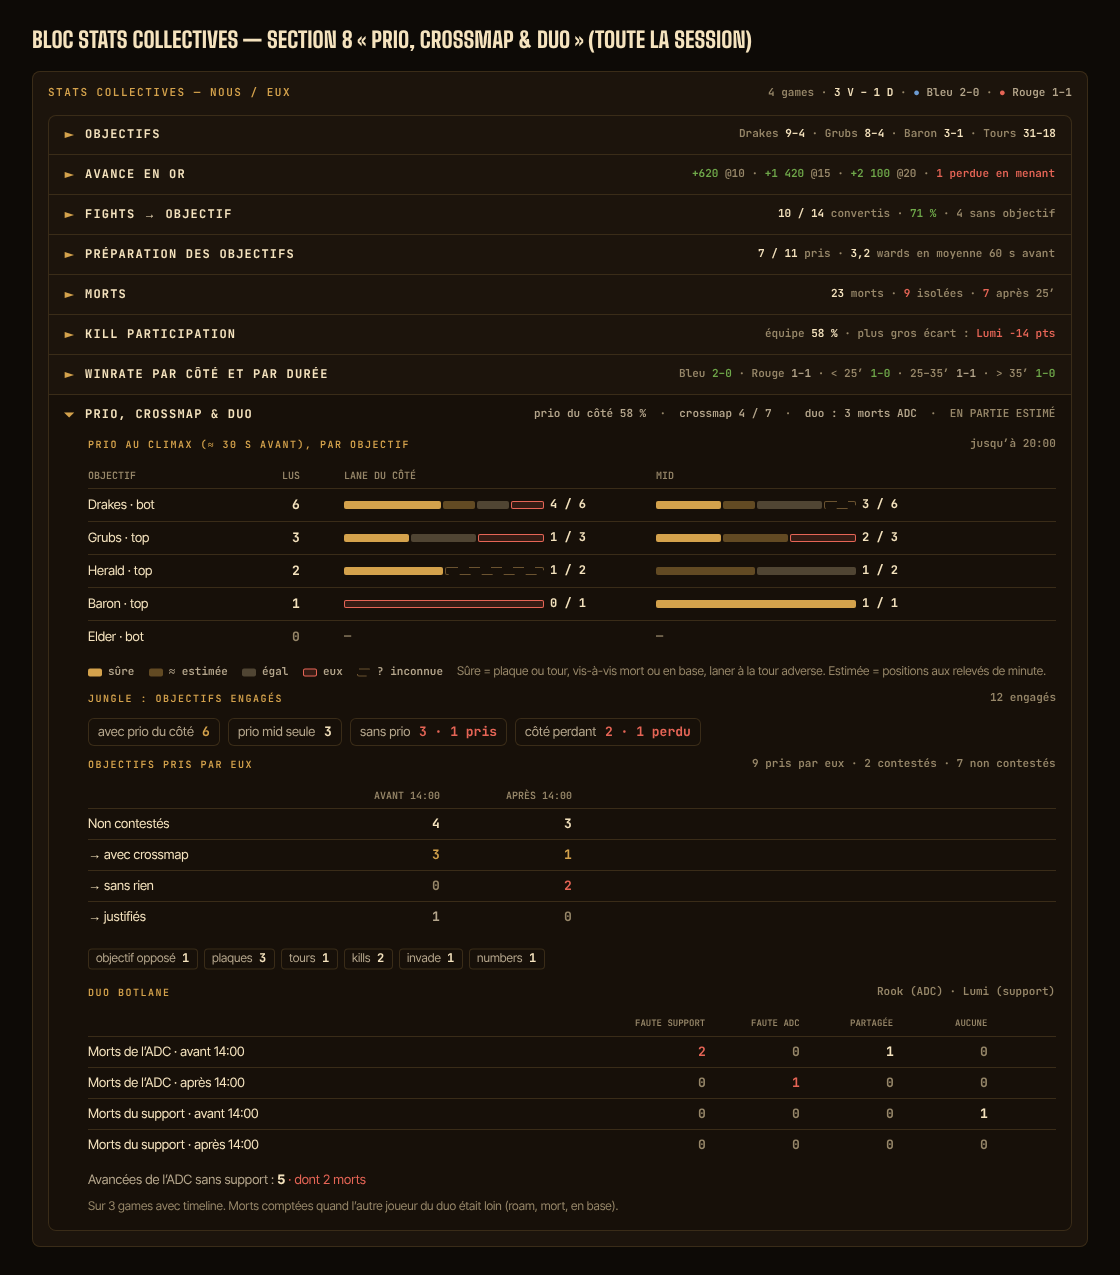 BLOC STATS COLLECTIVES — SECTION 8 « PRIO, CROSSMAP & DUO » (TOUTE LA SESSION)
STATS COLLECTIVES — NOUS / EUX 4 games · 3 V – 1 D · • Bleu 2–0 · • Rouge 1–1
► OBJECTIFS Drakes 9–4 · Grubs 8–4 · Baron 3–1 · Tours 31–18
► AVANCE EN OR +620 @10 · +1 420 @15 · +2 100 @20 · 1 perdue en menant
► FIGHTS → OBJECTIF 10 / 14 convertis · 71 % · 4 sans objectif
► PRÉPARATION DES OBJECTIFS 7 / 11 pris · 3,2 wards en moyenne 60 s avant
► MORTS 23 morts · 9 isolées · 7 après 25’
► KILL PARTICIPATION équipe 58 % · plus gros écart : Lumi -14 pts
► WINRATE PAR CÔTÉ ET PAR DURÉE Bleu 2–0 · Rouge 1–1 · < 25’ 1–0 · 25–35’ 1–1 · > 35’ 1–0
▼ PRIO, CROSSMAP & DUO prio du côté 58 % · crossmap 4 / 7 · duo : 3 morts ADC · EN PARTIE ESTIMÉ
PRIO AU CLIMAX (≈ 30 S AVANT), PAR OBJECTIF jusqu’à 20:00
OBJECTIF LUS LANE DU CÔTÉ MID
Drakes · bot 6 4 / 6 3 / 6
Grubs · top 3 1 / 3 2 / 3
Herald · top 2 1 / 2 1 / 2
Baron · top 1 0 / 1 1 / 1
Elder · bot 0 — —
sûre ≈ estimée égal eux ? inconnue Sûre = plaque ou tour, vis-à-vis mort ou en base, laner à la tour adverse. Estimée = positions aux relevés de minute.
JUNGLE : OBJECTIFS ENGAGÉS 12 engagés
avec prio du côté 6 prio mid seule 3 sans prio 3 · 1 pris côté perdant 2 · 1 perdu
OBJECTIFS PRIS PAR EUX 9 pris par eux · 2 contestés · 7 non contestés
AVANT 14:00 APRÈS 14:00
Non contestés 4 3
→ avec crossmap 3 1
→ sans rien 0 2
→ justifiés 1 0
objectif opposé 1 plaques 3 tours 1 kills 2 invade 1 numbers 1
DUO BOTLANE Rook (ADC) · Lumi (support)
FAUTE SUPPORT FAUTE ADC PARTAGÉE AUCUNE
Morts de l’ADC · avant 14:00 2 0 1 0
Morts de l’ADC · après 14:00 0 1 0 0
Morts du support · avant 14:00 0 0 0 1
Morts du support · après 14:00 0 0 0 0
Avancées de l’ADC sans support : 5 · dont 2 morts
Sur 3 games avec timeline. Morts comptées quand l’autre joueur du duo était loin (roam, mort, en base).